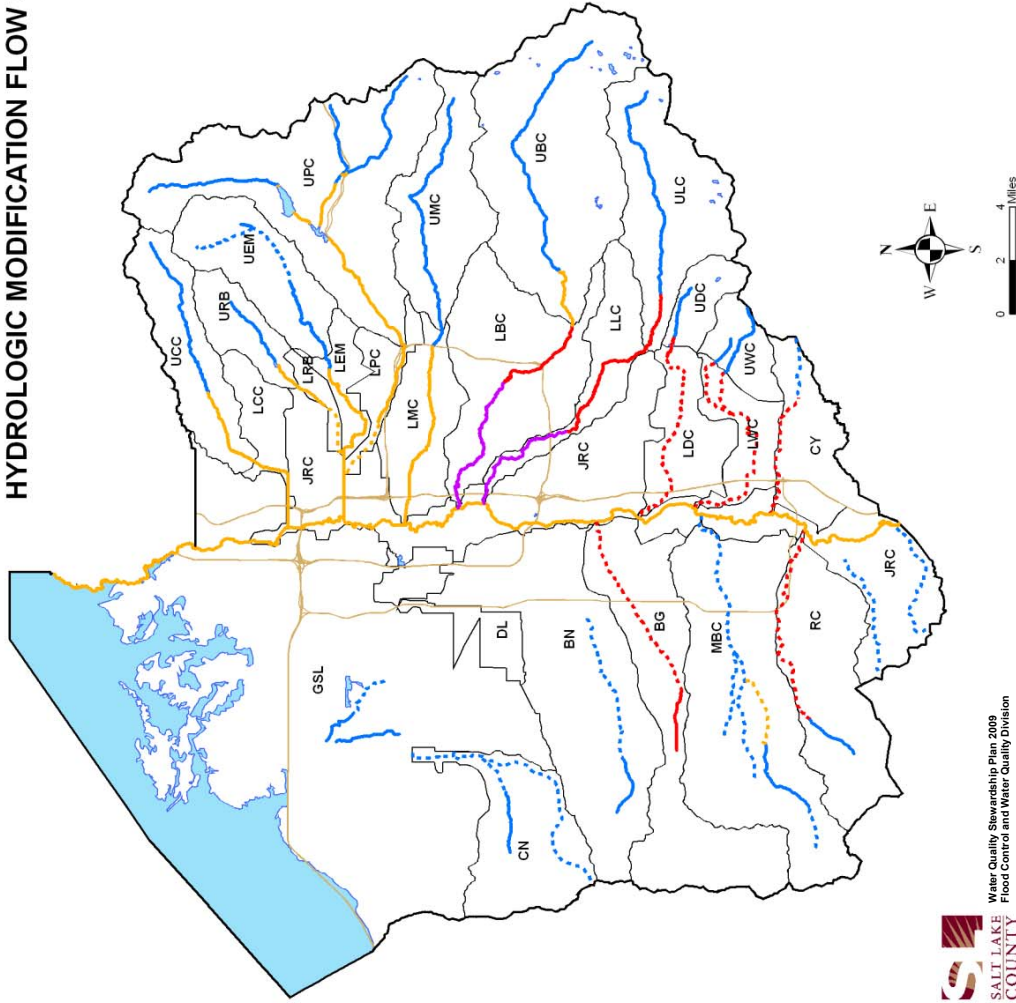 HYDROLOGIC MODIFICATION FLOW
UCC
URB
UEM
UPC
LCC
LRB
LEM
LPC
JRC
LMC
UMC
UBC
LBC
LLC
ULC
JRC
UDC
LDC
UWC
LWC
CY
GSL
DL
BN
CN
BG
MBC
RC
JRC
N
W E
S
0 2 4
Miles
SL
SALT LAKE
COUNTY
Water Quality Stewardship Plan 2009
Flood Control and Water Quality Division